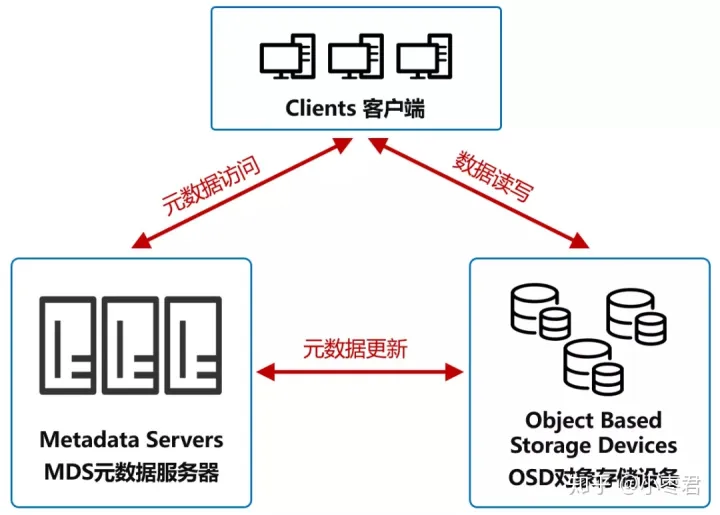 Clients 客户端
元数据访问
数据读写
元数据更新
Metadata Servers
MDS元数据服务器
Object Based
Storage Devices
OSD对象存储设备
知乎 @小枣君